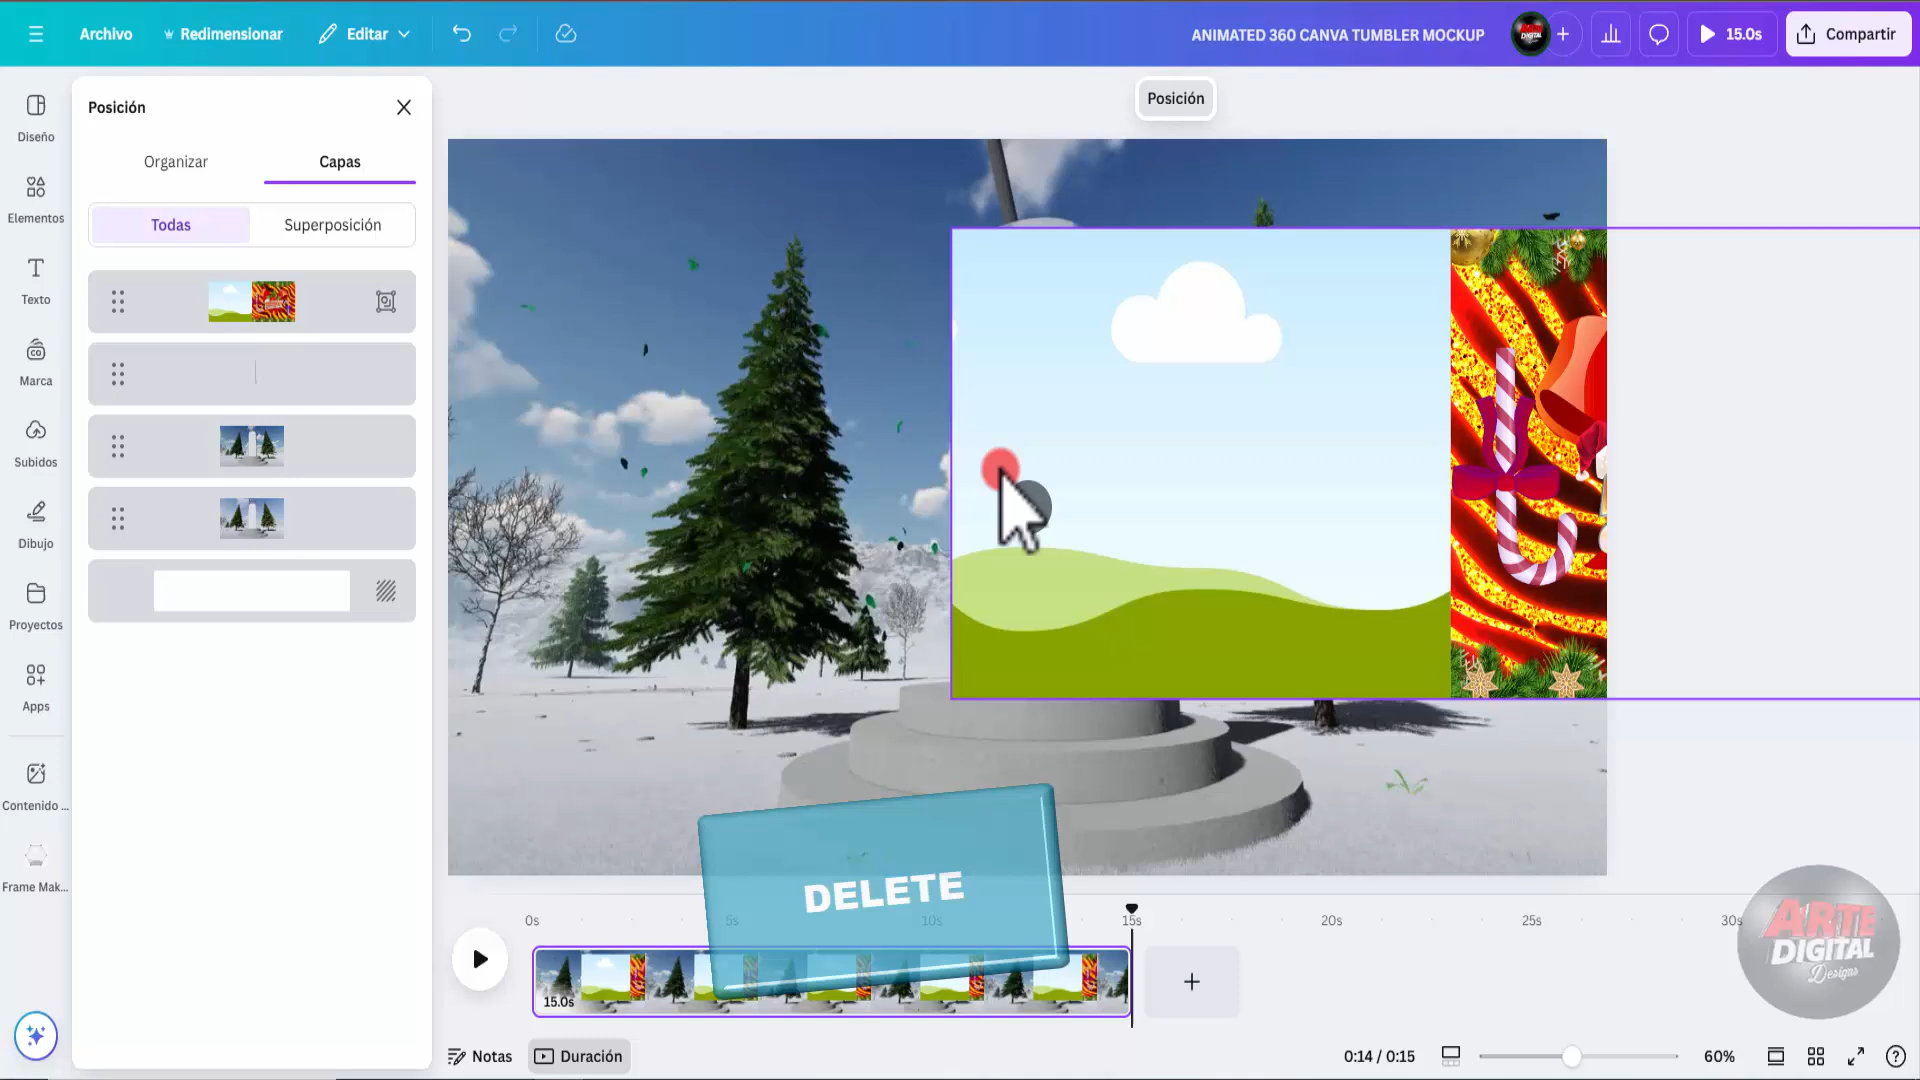 Archivo
Redimensionar
Editar
ANIMATED 360 CANVA TUMBLER MOCKUP
15.0s
Compartir
Diseño
Elementos
Texto
Marca
Subidos
Dibujo
Proyectos
Apps
Contenido ...
Frame Mak...
Posición
Organizar
Capas
Todas
Superposición
Posición
DELETE
0s
5s
10s
15s
20s
25s
30s
15.0s
Notas
Duración
0:14 / 0:15
60%
ARTE
DIGITAL
Designs